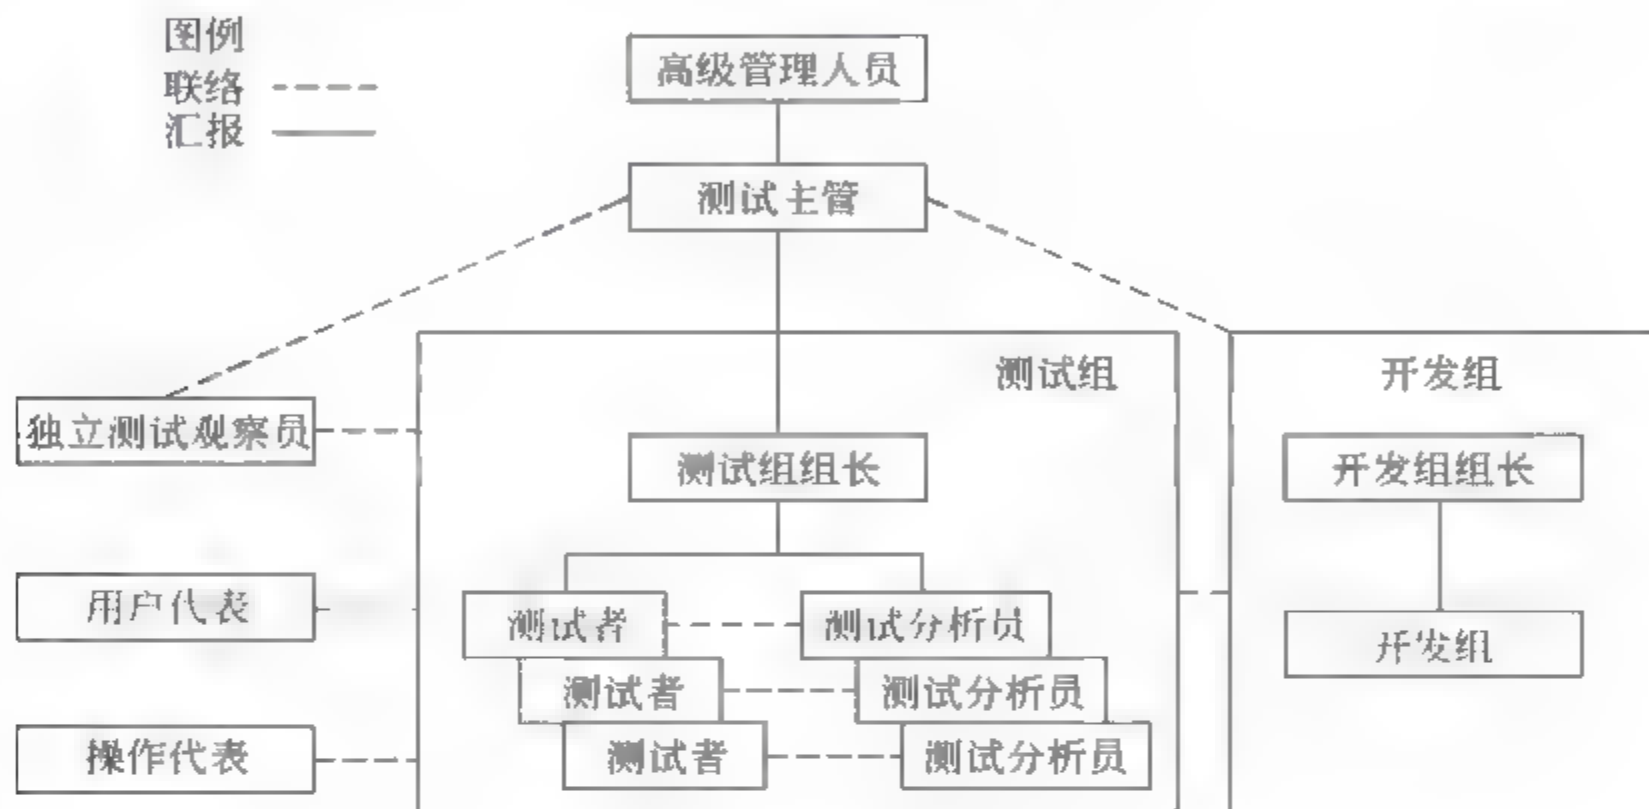 图例
联络
汇报
高级管理人员
测试主管
测试组
开发组
独立测试观察员
测试组组长
开发组组长
用户代表
测试者
测试分析员
开发组
测试者
测试分析员
操作代表
测试者
测试分析员